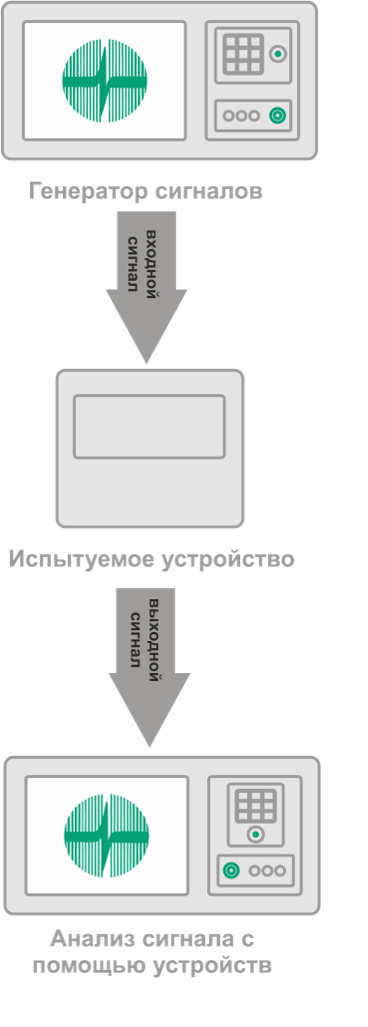 Генератор сигналов
входной
сигнал
Испытуемое устройство
выходной
сигнал
Анализ сигнала с
помощью устройств